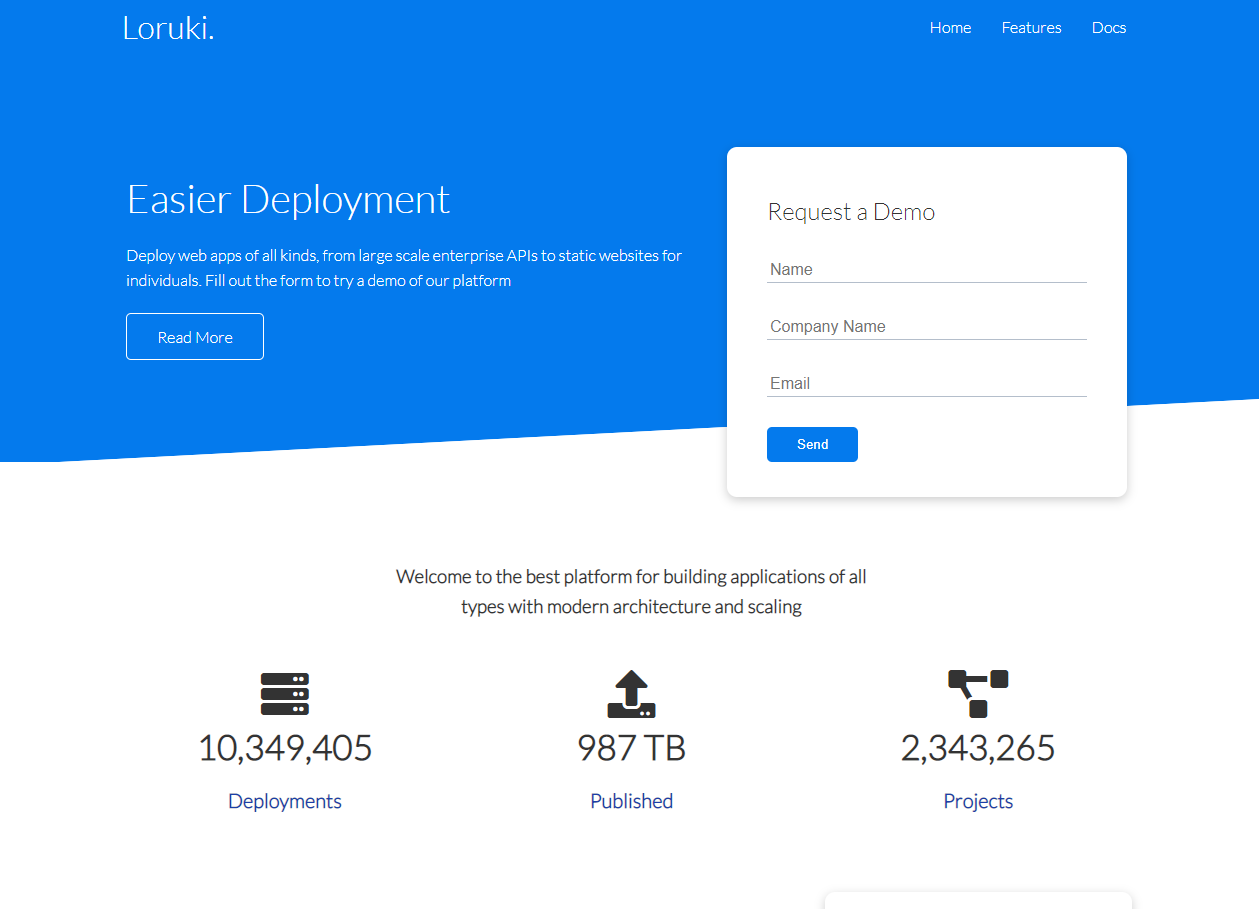 Loruki.
Home Features Docs
Easier Deployment
Deploy web apps of all kinds, from large scale enterprise APIs to static websites for
individuals. Fill out the form to try a demo of our platform
Read More
Request a Demo
Name
Company Name
Email
Send
Welcome to the best platform for building applications of all
types with modern architecture and scaling
10,349,405
Deployments
987 TB
Published
2,343,265
Projects